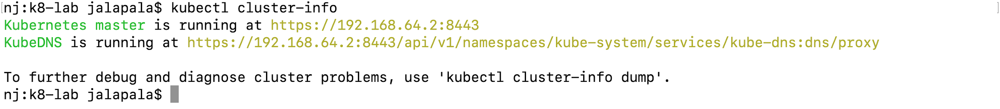 nj:k8-lab jalapala$ kubectl cluster-info
Kubernetes master is running at https://192.168.64.2:8443
KubeDNS is running at https://192.168.64.2:8443/api/v1/namespaces/kube-system/services/kube-dns:dns/proxy
To further debug and diagnose cluster problems, use 'kubectl cluster-info dump'.
nj:k8-lab jalapala$